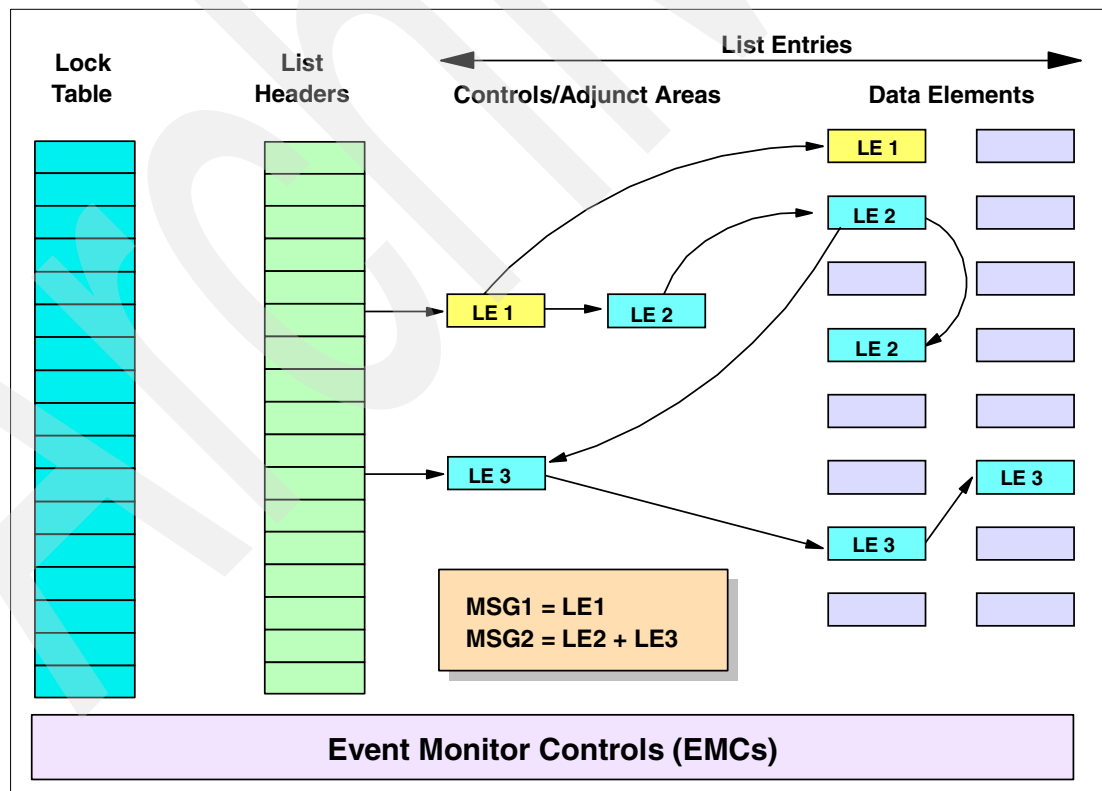 List Entries
Lock
Table
List
Headers
Controls/Adjunct Areas
Data Elements
LE 1
LE 2
LE 1
LE 2
LE 2
LE 3
LE 3
LE 3
MSG1 = LE1
MSG2 = LE2 + LE3
Event Monitor Controls (EMCs)